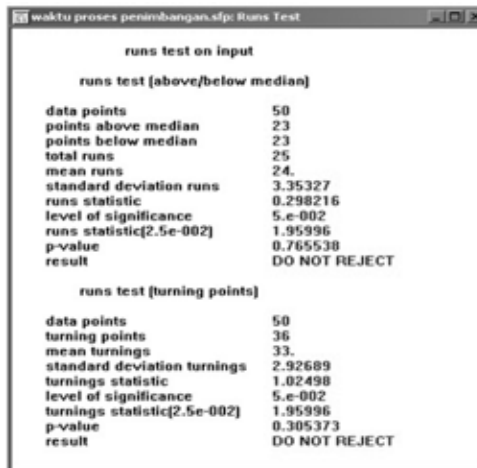 waktu proses penimbangan.sfp: Runs Test
runs test on input
runs test (above/below median)
data points 50
points above median 23
points below median 23
total runs 25
mean runs 24.
standard deviation runs 3.35327
runs statistic 0.298216
level of significance 5.e-002
runs statistic(2.5e-002) 1.95996
p-value 0.765538
result DO NOT REJECT
runs test (turning points)
data points 50
turning points 36
mean turnings 33.
standard deviation turnings 2.92689
turnings statistic 1.02498
level of significance 5.e-002
turnings statistic(2.5e-002) 1.95996
p-value 0.305373
result DO NOT REJECT